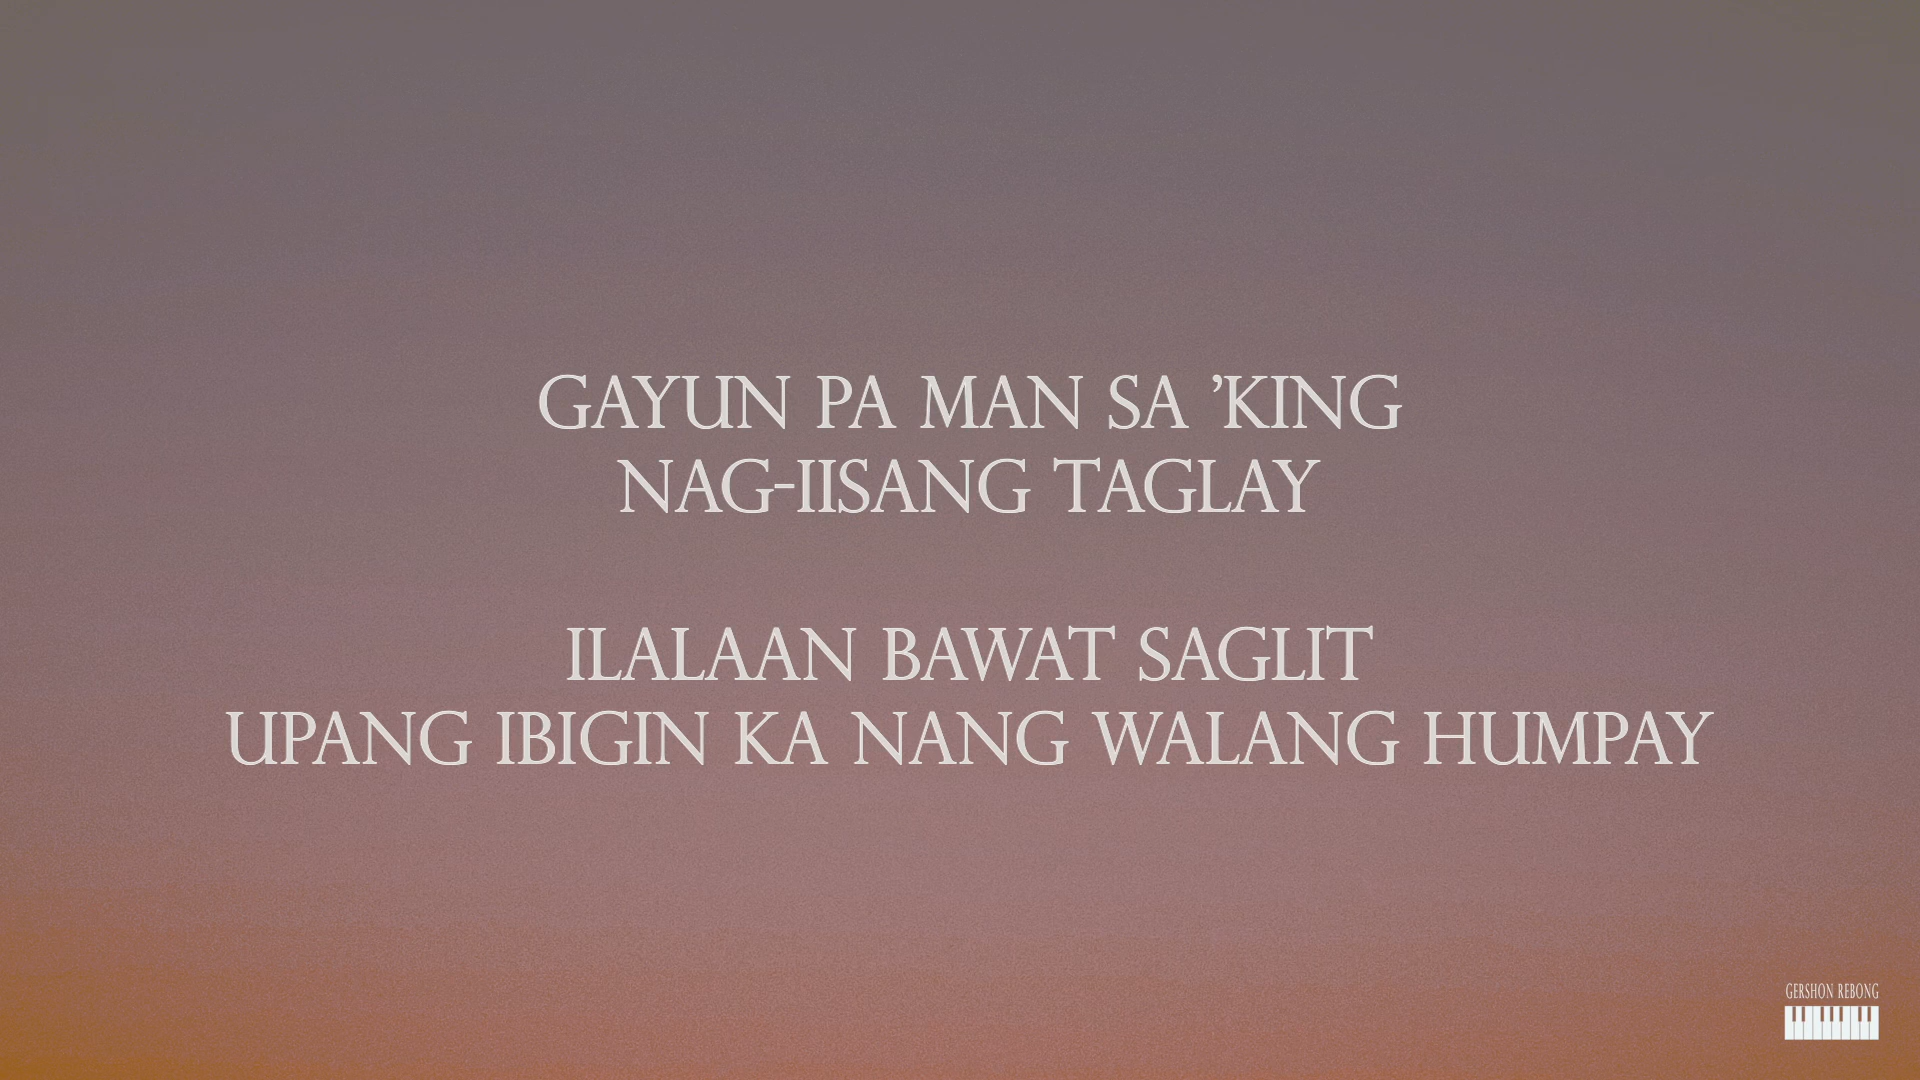 GAYUN PA MAN SA ’KING
NAG-IISANG TAGLAY
ILALAAN BAWAT SAGLIT
UPANG IBIGIN KA NANG WALANG HUMPAY
GERSHON REBONG